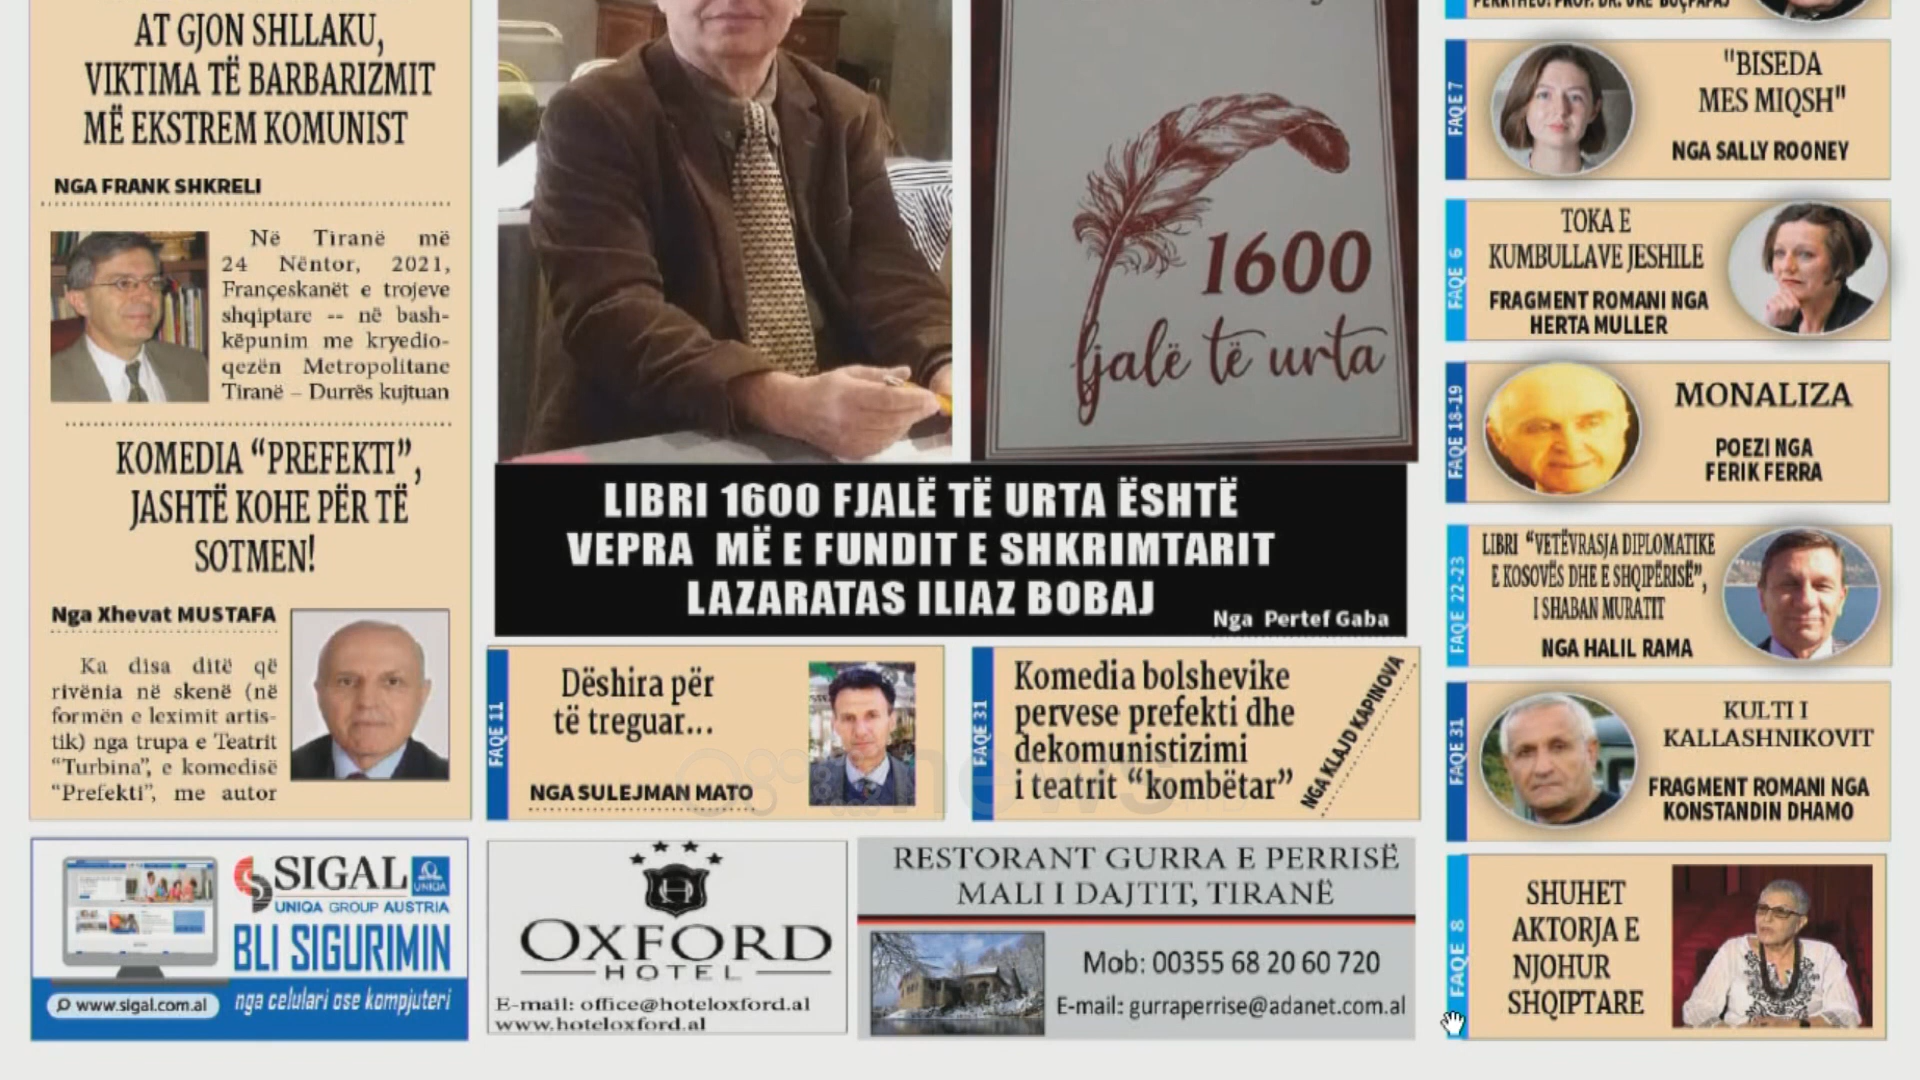 AT GJON SHLLAKU,
VIKTIMA TË BARBARIZMIT
MË EKSTREM KOMUNIST
NGA FRANK SHKRELI
Në Tiranë më
24 Nëntor, 2021,
Françeskanët e trojeve
shqiptare -- në bash-
këpunim me kryedio-
qezën Metropolitane
Tiranë – Durrës kujtuan
KOMEDIA “PREFEKTI”,
JASHTË KOHE PËR TË
SOTMEN!
Nga Xhevat MUSTAFA
Ka disa ditë që
rivënia në skenë (në
formën e leximit artis-
tik) nga trupa e Teatrit
“Turbina”, e komedisë
“Prefekti”, me autor
1600
fjalë të urta
LIBRI 1600 FJALË TË URTA ËSHTË
VEPRA MË E FUNDIT E SHKRIMTARIT
LAZARATAS ILIAZ BOBAJ
Nga Pertef Gaba
FAQE 11
Dëshira për
të treguar...
NGA SULEJMAN MATO
FAQE 31
Komedia bolshevike
pervese prefekti dhe
dekomunistizimi
i teatrit “kombëtar”
NGA KLAJD KAPINOVA
news
FAQE 7
"BISEDA
MES MIQSH"
NGA SALLY ROONEY
FAQE 6
TOKA E
KUMBULLAVE JESHILE
FRAGMENT ROMANI NGA
HERTA MULLER
FAQE 18-19
MONALIZA
POEZI NGA
FERIK FERRA
FAQE 22-23
LIBRI “VETËVRASJA DIPLOMATIKE
E KOSOVËS DHE E SHQIPËRISË”,
I SHABAN MURATIT
NGA HALIL RAMA
FAQE 31
KULTI I
KALLASHNIKOVIT
FRAGMENT ROMANI NGA
KONSTANDIN DHAMO
FAQE 8
SHUHET
AKTORJA E
NJOHUR
SHQIPTARE
SIGAL
UNIQA
UNIQA GROUP AUSTRIA
BLI SIGURIMIN
www.sigal.com.al
nga celulari ose kompjuteri
OXFORD
HOTEL
E-mail: office@hoteloxford.al
www.hoteloxford.al
RESTORANT GURRA E PERRISË
MALI I DAJTIT, TIRANË
Mob: 00355 68 20 60 720
E-mail: gurraperrise@adanet.com.al